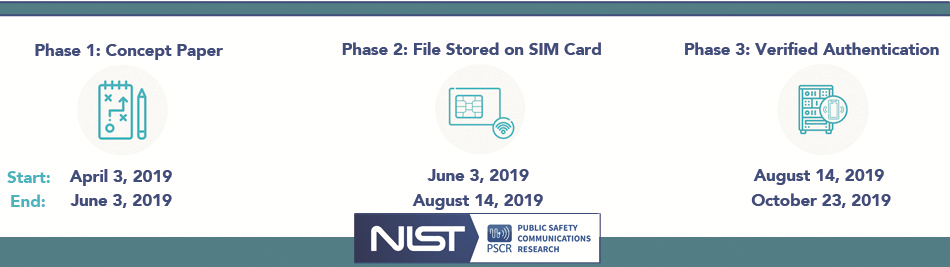 Phase 1: Concept Paper
Phase 2: File Stored on SIM Card
Phase 3: Verified Authentication
Start: April 3, 2019
June 3, 2019
August 14, 2019
End: June 3, 2019
August 14, 2019
October 23, 2019
NIST
PSCR
PUBLIC SAFETY
COMMUNICATIONS
RESEARCH